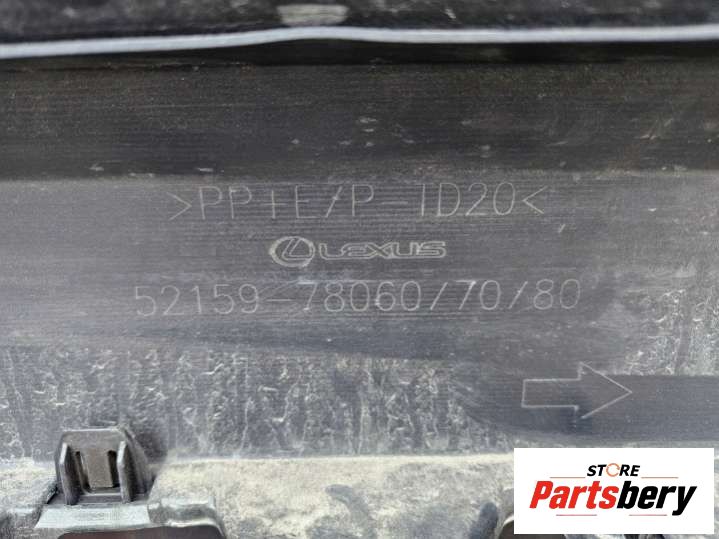 >PP+E/P-TD20<
LEXUS
52159-78060/70/80
STORE
Partsbery